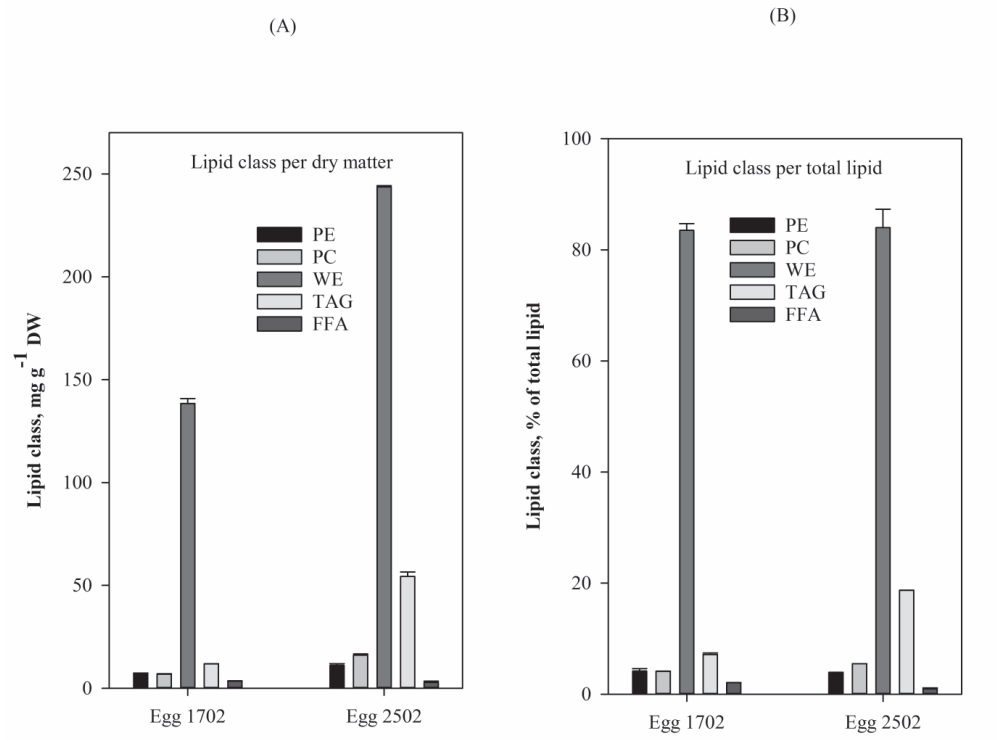 (A)
Lipid class per dry matter
PE
PC
WE
TAG
FFA
Lipid class, mg g-1 DW
250
200
150
100
50
0
Egg 1702
Egg 2502
(B)
Lipid class per total lipid
PE
PC
WE
TAG
FFA
Lipid class, % of total lipid
100
80
60
40
20
0
Egg 1702
Egg 2502